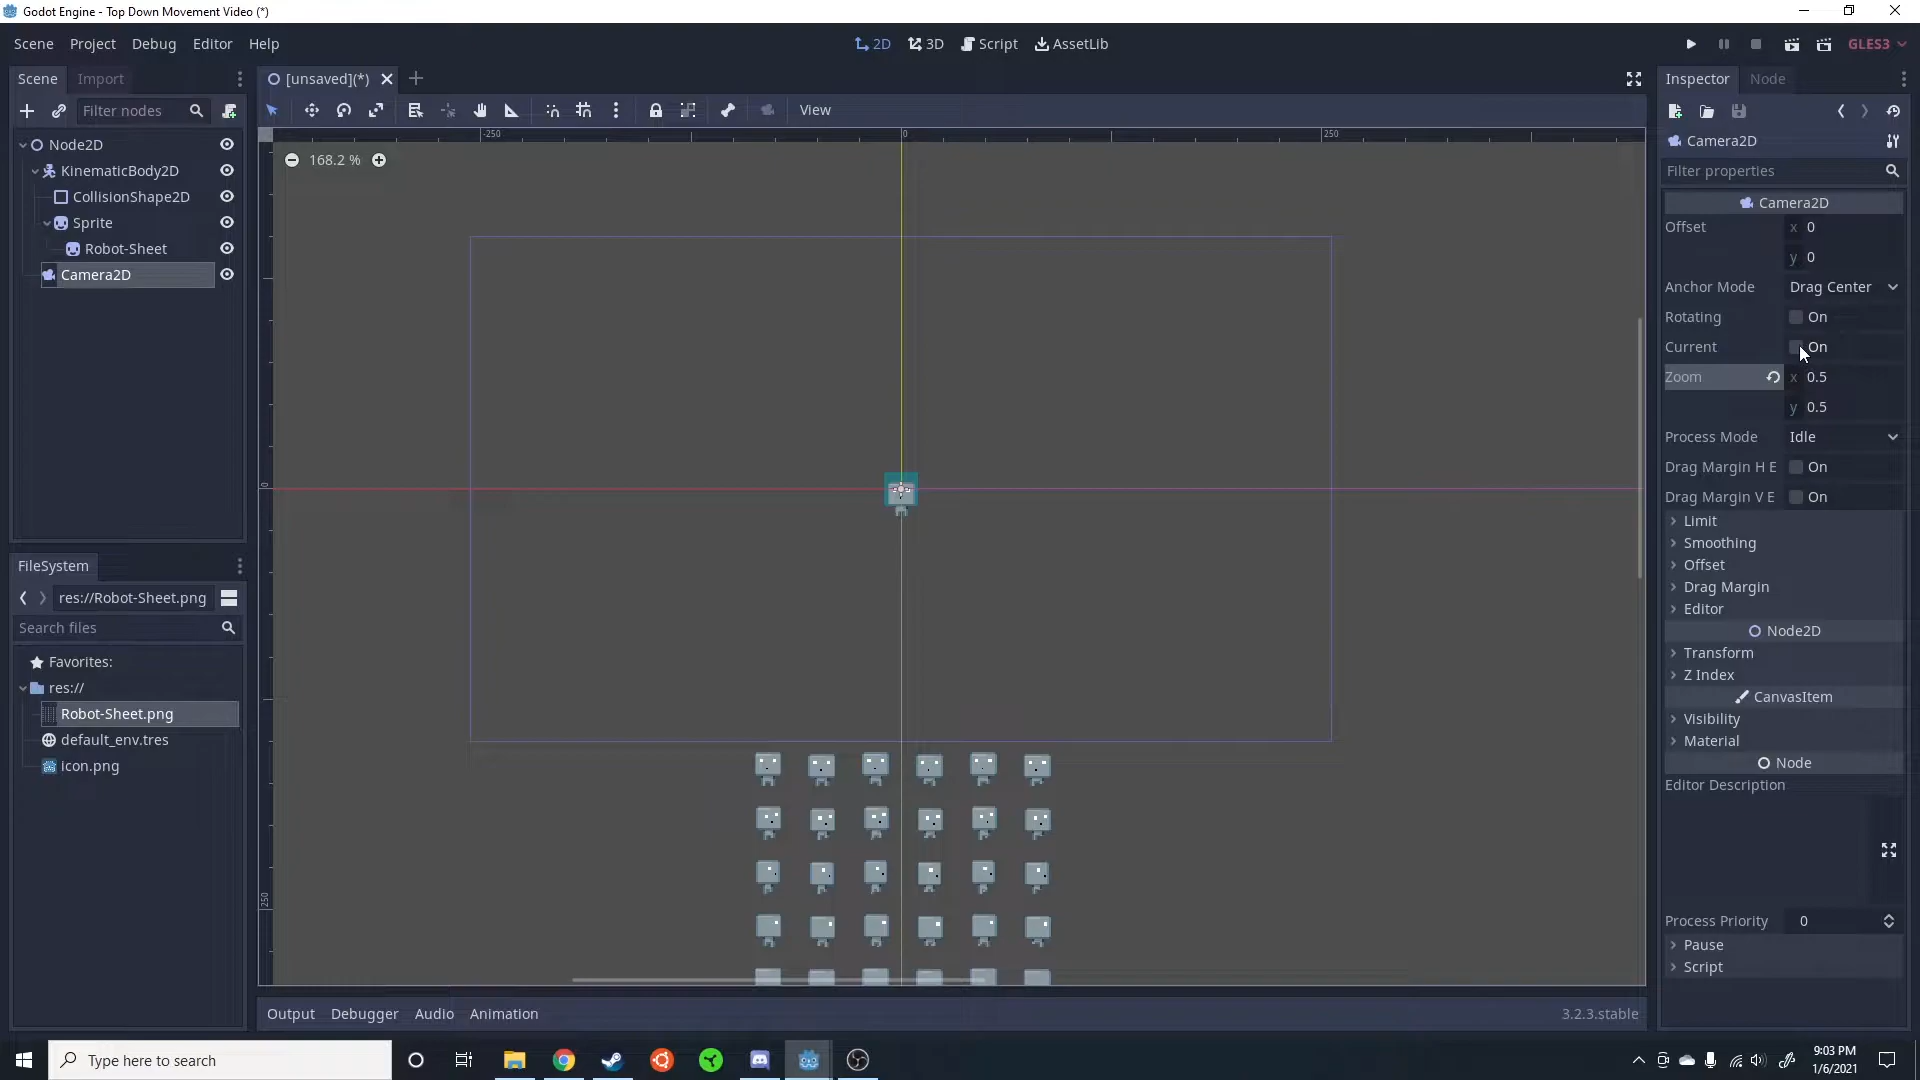 Godot Engine - Top Down Movement Video (*)
Scene Project Debug Editor Help
2D 3D Script AssetLib
GLES3
Scene Import
[unsaved](*)
Inspector Node
Filter nodes
View
Node2D
KinematicBody2D
CollisionShape2D
Sprite
Robot-Sheet
Camera2D
-250 0 250
168.2 %
0
250
Camera2D
Filter properties
Camera2D
Offset x 0
y 0
Anchor Mode Drag Center
Rotating On
Current On
Zoom x 0.5
y 0.5
Process Mode Idle
Drag Margin H E On
Drag Margin V E On
Limit
Smoothing
Offset
Drag Margin
Editor
Node2D
Transform
Z Index
CanvasItem
Visibility
Material
Node
Editor Description
Process Priority 0
Pause
Script
FileSystem
res://Robot-Sheet.png
Search files
Favorites:
res://
Robot-Sheet.png
default_env.tres
icon.png
Output Debugger Audio Animation
3.2.3.stable
Type here to search
9:03 PM
1/6/2021